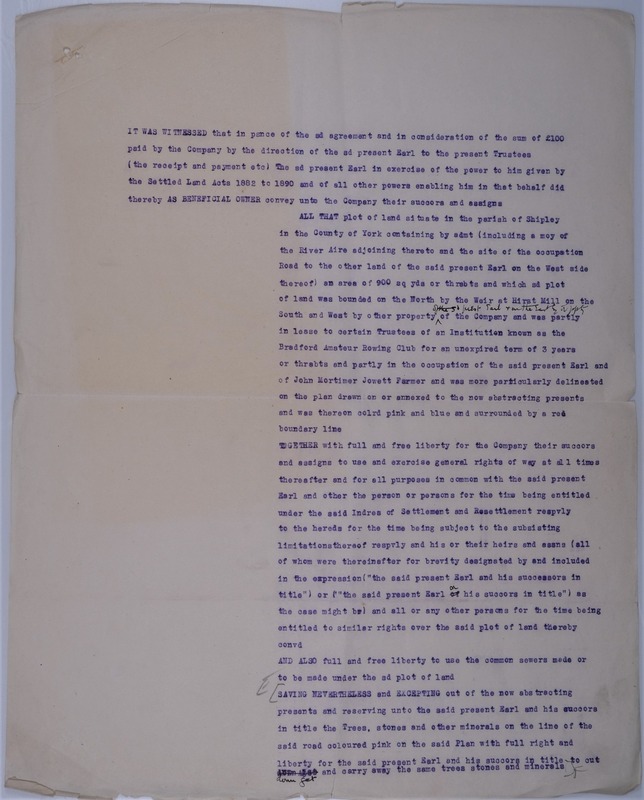 IT WAS WITNESSED that in pance of the sd agreement and in consideration of the sum of £100
paid by the Company by the direction of the sd present Earl to the present Trustees
(the receipt and payment etc) The sd present Earl in exercise of the power to him given by
the Settled Land Acts 1882 to 1890 and of all other powers enabling him in that behalf did
thereby AS BENEFICIAL OWNER convey unto the Company their succors and assigns
ALL THAT plot of land situate in the parish of Shipley
in the County of York containing by admt (including a moy of
the River Aire adjoining thereto and the site of the occupation
Road to the other land of the said present Earl on the West side
thereof) an area of 900 sq yds or thrabts and which sd plot
of land was bounded on the North by the Weir at Hirst Mill on the
South and West by other property of the Company and was partly
in lease to certain Trustees of an Institution known as the
Bradford Amateur Rowing Club for an unexpired term of 3 years
or thrabts and partly in the occupation of the said present Earl and
of John Mortimer Jowett Farmer and was more particularly delineated
on the plan drawn on or annexed to the now abstracting presents
and was thereon colrd pink and blue and surrounded by a red
boundary line
TOGETHER with full and free liberty for the Company their succors
and assigns to use and exercise general rights of way at all times
thereafter and for all purposes in common with the said present
Earl and other the person or persons for the time being entitled
under the said Indres of Settlement and Resettlement respvly
to the hereds for the time being subject to the subsisting
limitationsthereof respvly and his or their heirs and assns (all
of whom were thereinafter for brevity designated by and included
in the expression("the said present Earl and his successors in
title") or ("the said present Earl or his succors in title") as
the case might be) and all or any other persons for the time being
entitled to similar rights over the said plot of land thereby
convd
AND ALSO full and free liberty to use the common sewers made or
to be made under the sd plot of land
SAVING NEVERTHELESS and EXCEPTING out of the now abstracting
presents and reserving unto the said present Earl and his succors
in title the Trees, stones and other minerals on the line of the
said road coloured pink on the said Plan with full right and
liberty for the said present Earl and his succors in title to cut
down get and carry away the same trees stones and minerals